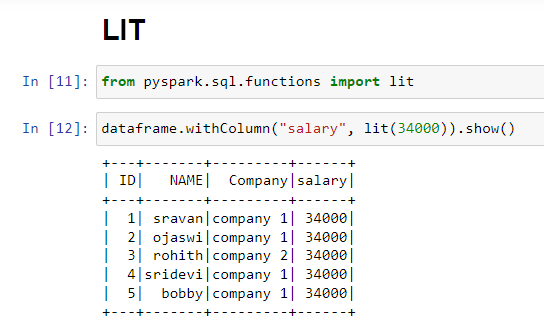 LIT
In [11]: from pyspark.sql.functions import lit
In [12]: dataframe.withColumn("salary", lit(34000)).show()
+---+-------+---------+------+
| ID|   NAME|  Company|salary|
+---+-------+---------+------+
|  1| sravan|company 1| 34000|
|  2| ojaswi|company 1| 34000|
|  3| rohith|company 2| 34000|
|  4|sridevi|company 1| 34000|
|  5|  bobby|company 1| 34000|
+---+-------+---------+------+